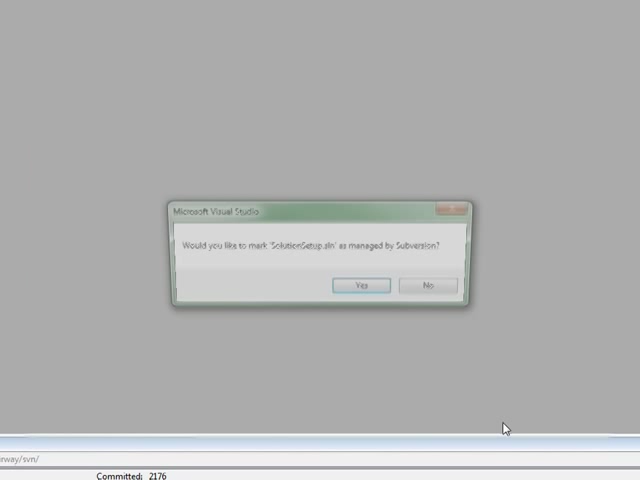 Microsoft Visual Studio
Would you like to mark 'SolutionSetup.sln' as managed by Subversion?
Yes No
rway/svn/
Committed: 2176